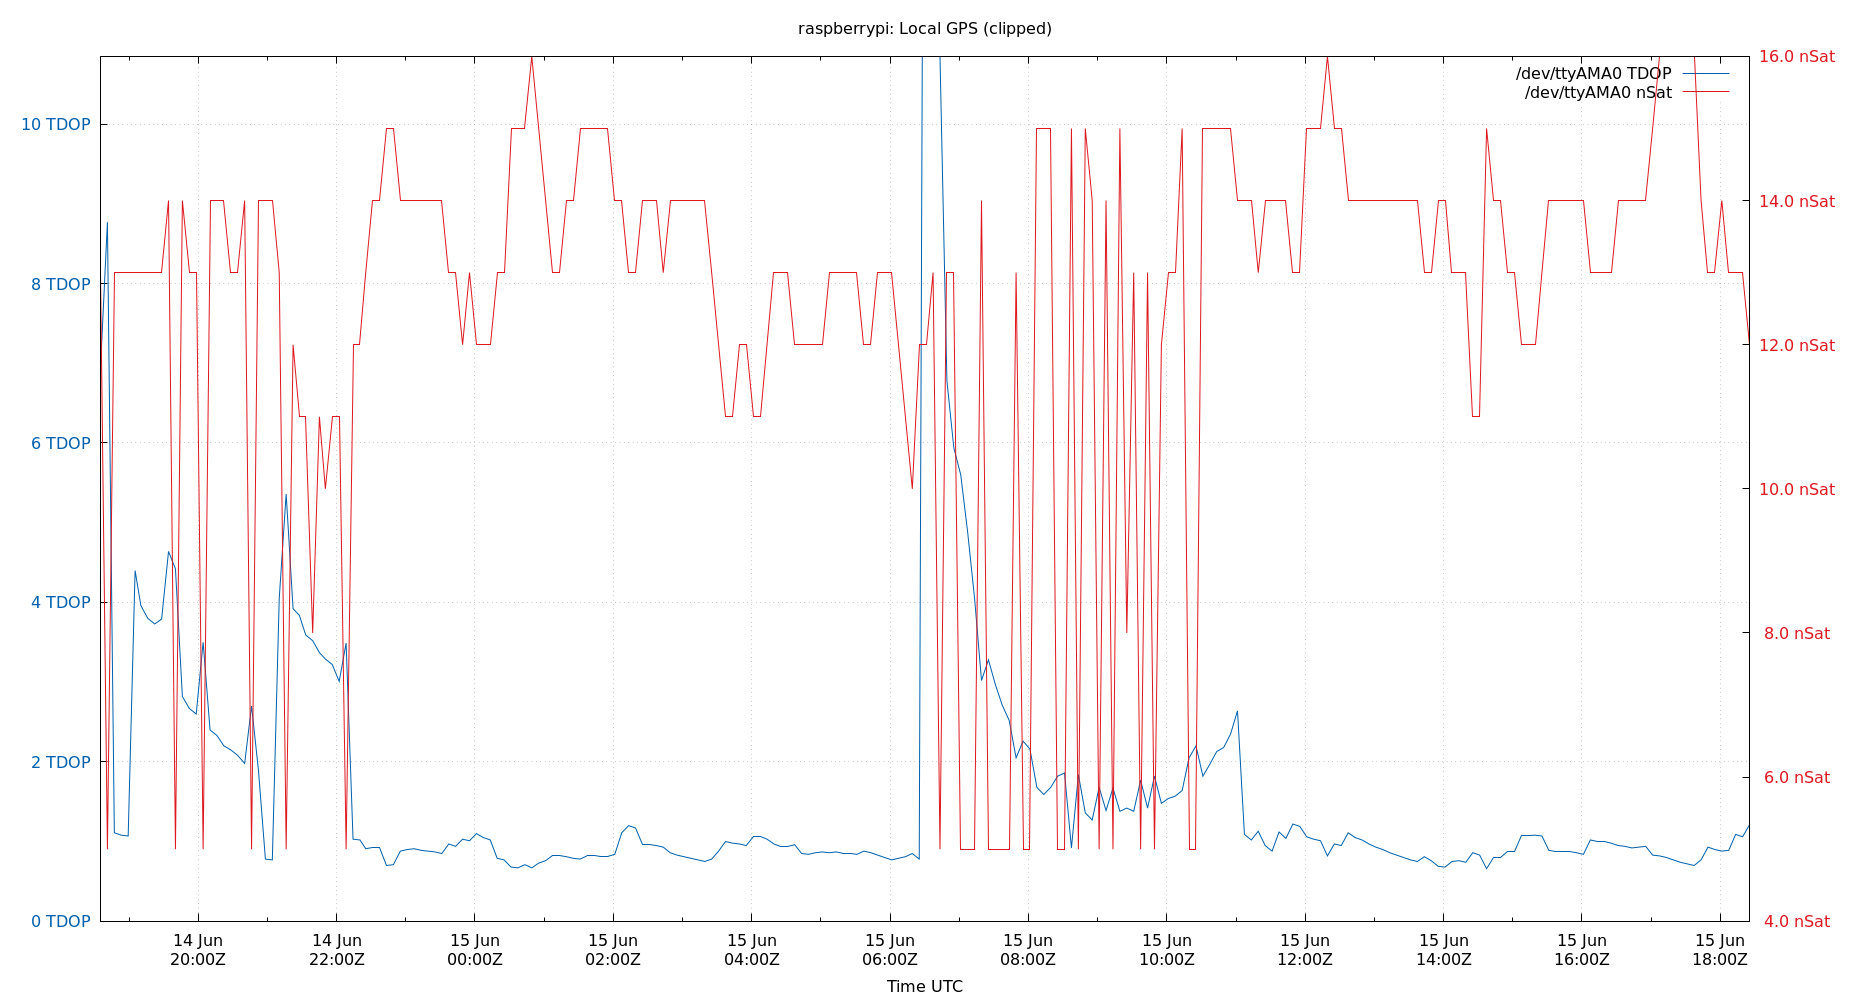 raspberrypi: Local GPS (clipped)
16.0 nSat
/dev/ttyAMA0 TDOP
/dev/ttyAMA0 nSat
10 TDOP
14.0 nSat
8 TDOP
12.0 nSat
6 TDOP
10.0 nSat
4 TDOP
8.0 nSat
2 TDOP
6.0 nSat
0 TDOP
4.0 nSat
14 Jun 14 Jun 15 Jun 15 Jun 15 Jun 15 Jun 15 Jun 15 Jun 15 Jun 15 Jun 15 Jun 15 Jun
20:00Z 22:00Z 00:00Z 02:00Z 04:00Z 06:00Z 08:00Z 10:00Z 12:00Z 14:00Z 16:00Z 18:00Z
Time UTC